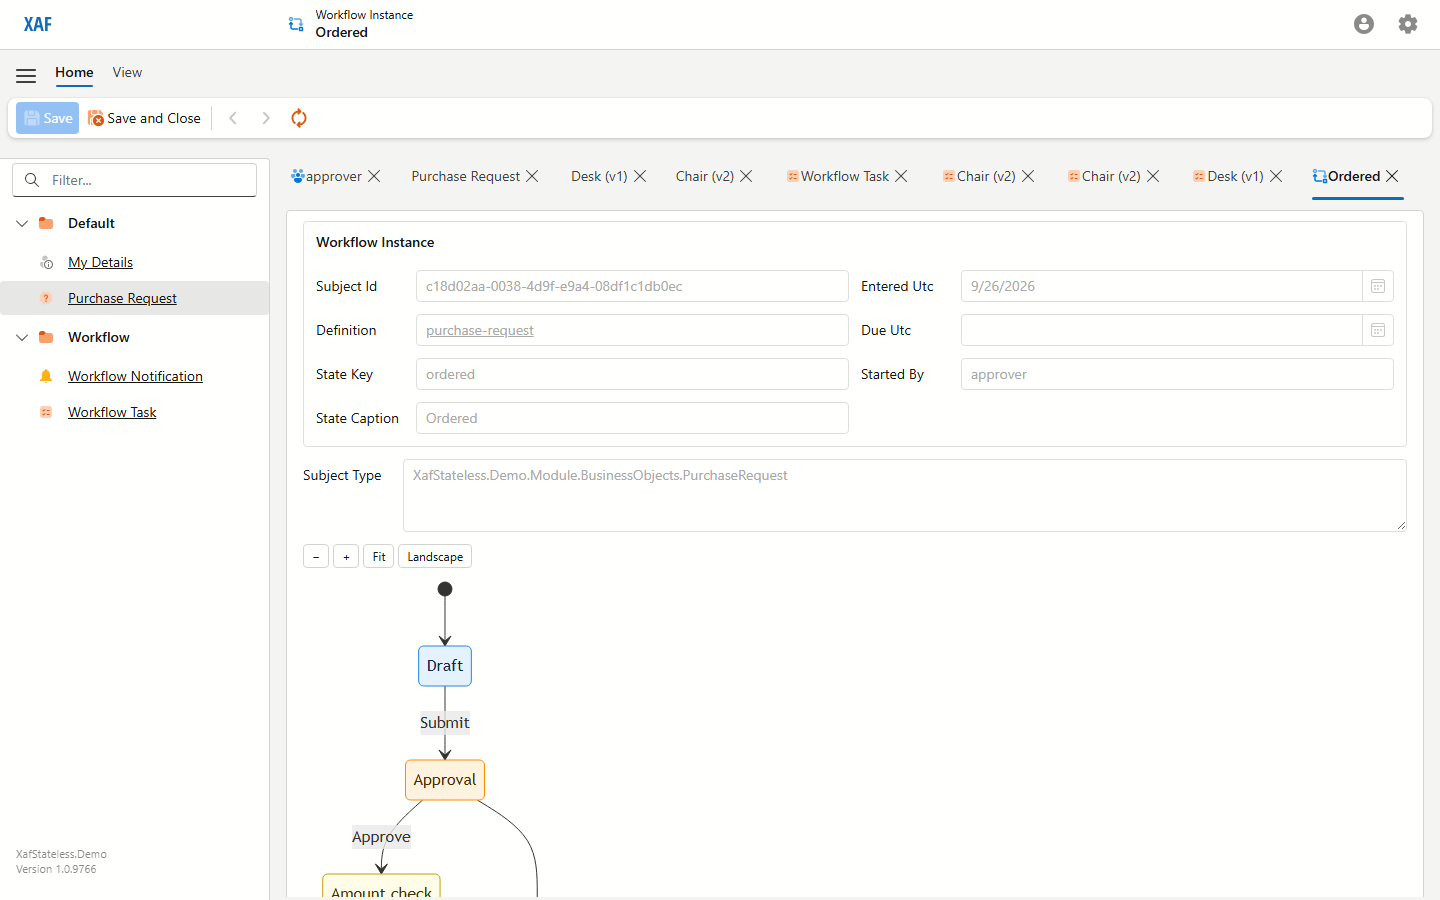 XAF
Workflow Instance
Ordered
Home
View
Save
Save and Close
Filter...
Default
My Details
Purchase Request
Workflow
Workflow Notification
Workflow Task
XafStateless.Demo
Version 1.0.9766
approver
Purchase Request
Desk (v1)
Chair (v2)
Workflow Task
Chair (v2)
Chair (v2)
Desk (v1)
Ordered
Workflow Instance
Subject Id
c18d02aa-0038-4d9f-e9a4-08df1c1db0ec
Entered Utc
9/26/2026
Definition
purchase-request
Due Utc
State Key
ordered
Started By
approver
State Caption
Ordered
Subject Type
XafStateless.Demo.Module.BusinessObjects.PurchaseRequest
−
+
Fit
Landscape
Draft
Submit
Approval
Approve
Amount check